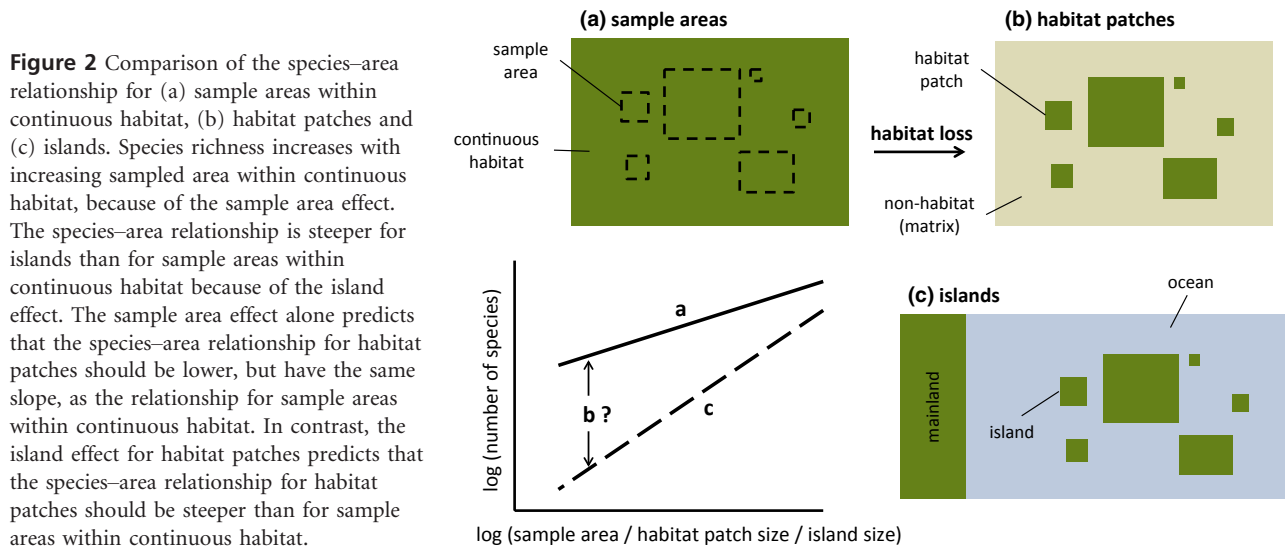 Figure 2 Comparison of the species–area
relationship for (a) sample areas within
continuous habitat, (b) habitat patches and
(c) islands. Species richness increases with
increasing sampled area within continuous
habitat, because of the sample area effect.
The species–area relationship is steeper for
islands than for sample areas within
continuous habitat because of the island
effect. The sample area effect alone predicts
that the species–area relationship for habitat
patches should be lower, but have the same
slope, as the relationship for sample areas
within continuous habitat. In contrast, the
island effect for habitat patches predicts that
the species–area relationship for habitat
patches should be steeper than for sample
areas within continuous habitat.
(a) sample areas
sample
area
continuous
habitat
habitat loss
(b) habitat patches
habitat
patch
non-habitat
(matrix)
log (number of species)
a
b ?
c
log (sample area / habitat patch size / island size)
(c) islands
ocean
mainland
island